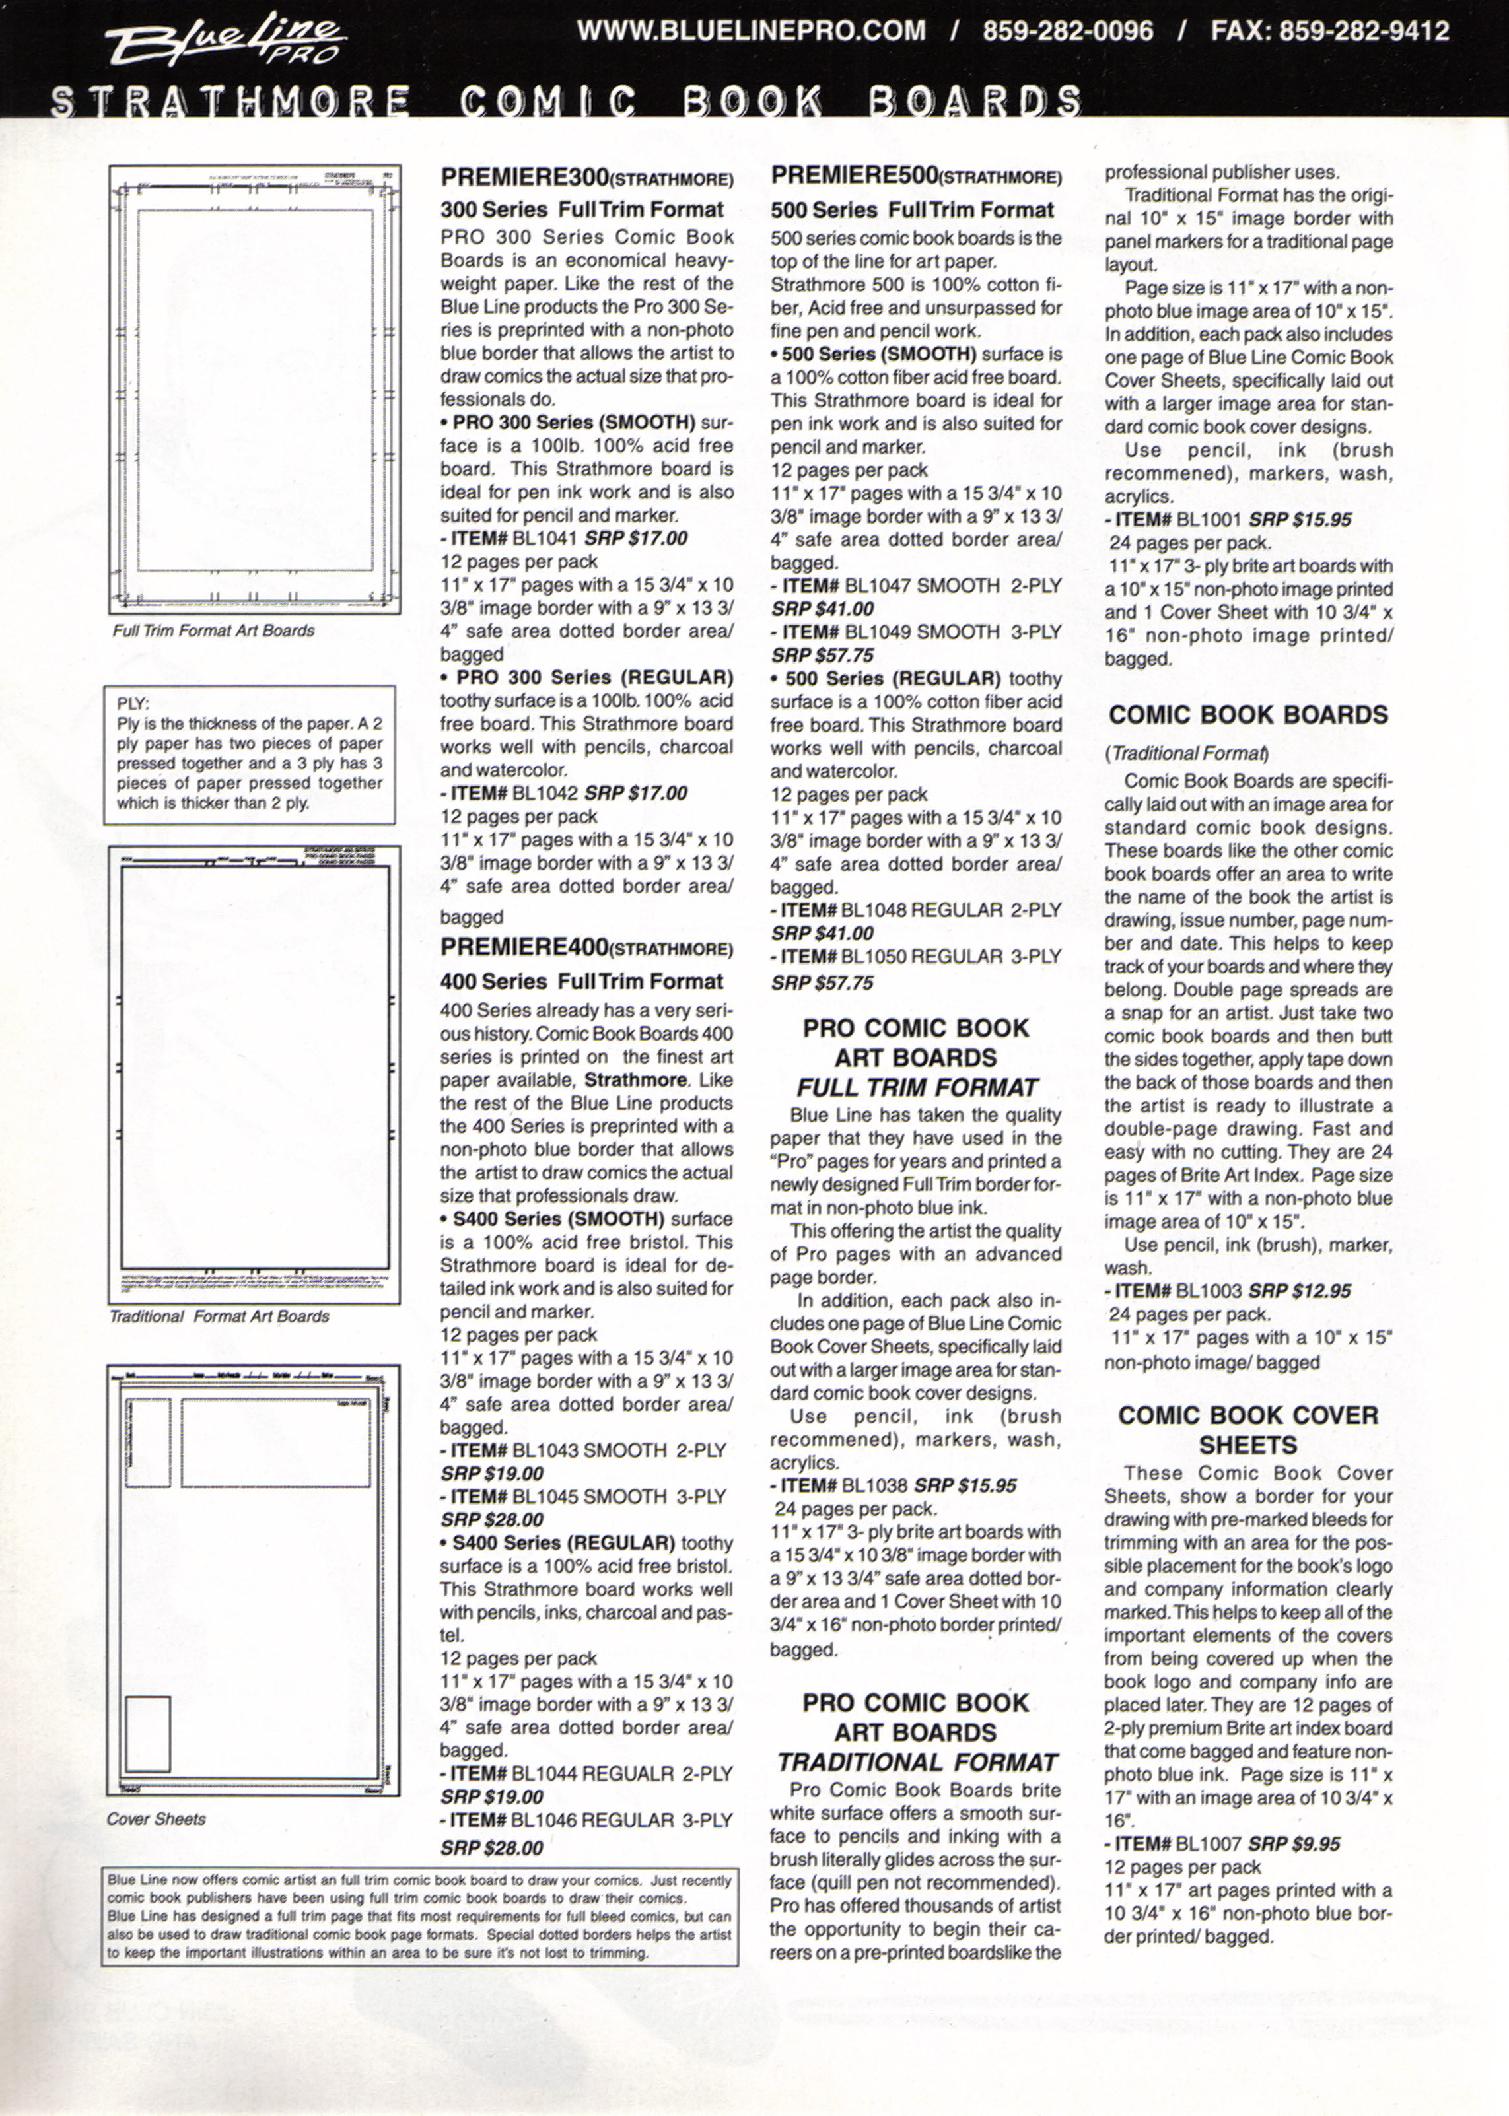 Blue Line PRO
WWW.BLUELINEPRO.COM / 859-282-0096 / FAX: 859-282-9412
STRATHMORE COMIC BOOK BOARDS
Full Trim Format Art Boards
PLY:
Ply is the thickness of the paper. A 2
ply paper has two pieces of paper
pressed together and a 3 ply has 3
pieces of paper pressed together
which is thicker than 2 ply.
Traditional Format Art Boards
Cover Sheets
PREMIERE300(STRATHMORE)
300 Series Full Trim Format
PRO 300 Series Comic Book
Boards is an economical heavy-
weight paper. Like the rest of the
Blue Line products the Pro 300 Se-
ries is preprinted with a non-photo
blue border that allows the artist to
draw comics the actual size that pro-
fessionals do.
• PRO 300 Series (SMOOTH) sur-
face is a 100lb. 100% acid free
board. This Strathmore board is
ideal for pen ink work and is also
suited for pencil and marker.
- ITEM# BL1041 SRP $17.00
12 pages per pack
11" x 17" pages with a 15 3/4" x 10
3/8" image border with a 9" x 13 3/
4" safe area dotted border area/
bagged
• PRO 300 Series (REGULAR)
toothy surface is a 100lb. 100% acid
free board. This Strathmore board
works well with pencils, charcoal
and watercolor.
- ITEM# BL1042 SRP $17.00
12 pages per pack
11" x 17" pages with a 15 3/4" x 10
3/8" image border with a 9" x 13 3/
4" safe area dotted border area/
bagged
PREMIERE400(STRATHMORE)
400 Series Full Trim Format
400 Series already has a very seri-
ous history. Comic Book Boards 400
series is printed on the finest art
paper available, Strathmore. Like
the rest of the Blue Line products
the 400 Series is preprinted with a
non-photo blue border that allows
the artist to draw comics the actual
size that professionals draw.
• S400 Series (SMOOTH) surface
is a 100% acid free bristol. This
Strathmore board is ideal for de-
tailed ink work and is also suited for
pencil and marker.
12 pages per pack
11" x 17" pages with a 15 3/4" x 10
3/8" image border with a 9" x 13 3/
4" safe area dotted border area/
bagged.
- ITEM# BL1043 SMOOTH 2-PLY
SRP $19.00
- ITEM# BL1045 SMOOTH 3-PLY
SRP $28.00
• S400 Series (REGULAR) toothy
surface is a 100% acid free bristol.
This Strathmore board works well
with pencils, inks, charcoal and pas-
tel.
12 pages per pack
11" x 17" pages with a 15 3/4" x 10
3/8" image border with a 9" x 13 3/
4" safe area dotted border area/
bagged.
- ITEM# BL1044 REGUALR 2-PLY
SRP $19.00
- ITEM# BL1046 REGULAR 3-PLY
SRP $28.00
Blue Line now offers comic artist an full trim comic book board to draw your comics. Just recently
comic book publishers have been using full trim comic book boards to draw their comics.
Blue Line has designed a full trim page that fits most requirements for full bleed comics, but can
also be used to draw traditional comic book page formats. Special dotted borders helps the artist
to keep the important illustrations within an area to be sure it's not lost to trimming.
PREMIERE500(STRATHMORE)
500 Series Full Trim Format
500 series comic book boards is the
top of the line for art paper.
Strathmore 500 is 100% cotton fi-
ber, Acid free and unsurpassed for
fine pen and pencil work.
• 500 Series (SMOOTH) surface is
a 100% cotton fiber acid free board.
This Strathmore board is ideal for
pen ink work and is also suited for
pencil and marker.
12 pages per pack
11" x 17" pages with a 15 3/4" x 10
3/8" image border with a 9" x 13 3/
4" safe area dotted border area/
bagged.
- ITEM# BL1047 SMOOTH 2-PLY
SRP $41.00
- ITEM# BL1049 SMOOTH 3-PLY
SRP $57.75
• 500 Series (REGULAR) toothy
surface is a 100% cotton fiber acid
free board. This Strathmore board
works well with pencils, charcoal
and watercolor.
12 pages per pack
11" x 17" pages with a 15 3/4" x 10
3/8" image border with a 9" x 13 3/
4" safe area dotted border area/
bagged.
- ITEM# BL1048 REGULAR 2-PLY
SRP $41.00
- ITEM# BL1050 REGULAR 3-PLY
SRP $57.75
PRO COMIC BOOK
ART BOARDS
FULL TRIM FORMAT
Blue Line has taken the quality
paper that they have used in the
"Pro" pages for years and printed a
newly designed Full Trim border for-
mat in non-photo blue ink.
This offering the artist the quality
of Pro pages with an advanced
page border.
In addition, each pack also in-
cludes one page of Blue Line Comic
Book Cover Sheets, specifically laid
out with a larger image area for stan-
dard comic book cover designs.
Use pencil, ink (brush
recommened), markers, wash,
acrylics.
- ITEM# BL1038 SRP $15.95
24 pages per pack.
11" x 17" 3- ply brite art boards with
a 15 3/4" x 10 3/8" image border with
a 9" x 13 3/4" safe area dotted bor-
der area and 1 Cover Sheet with 10
3/4" x 16" non-photo border printed/
bagged.
PRO COMIC BOOK
ART BOARDS
TRADITIONAL FORMAT
Pro Comic Book Boards brite
white surface offers a smooth sur-
face to pencils and inking with a
brush literally glides across the sur-
face (quill pen not recommended).
Pro has offered thousands of artist
the opportunity to begin their ca-
reers on a pre-printed boardslike the
professional publisher uses.
Traditional Format has the origi-
nal 10" x 15" image border with
panel markers for a traditional page
layout.
Page size is 11" x 17" with a non-
photo blue image area of 10" x 15".
In addition, each pack also includes
one page of Blue Line Comic Book
Cover Sheets, specifically laid out
with a larger image area for stan-
dard comic book cover designs.
Use pencil, ink (brush
recommened), markers, wash,
acrylics.
- ITEM# BL1001 SRP $15.95
24 pages per pack.
11" x 17" 3- ply brite art boards with
a 10" x 15" non-photo image printed
and 1 Cover Sheet with 10 3/4" x
16" non-photo image printed/
bagged.
COMIC BOOK BOARDS
(Traditional Format)
Comic Book Boards are specifi-
cally laid out with an image area for
standard comic book designs.
These boards like the other comic
book boards offer an area to write
the name of the book the artist is
drawing, issue number, page num-
ber and date. This helps to keep
track of your boards and where they
belong. Double page spreads are
a snap for an artist. Just take two
comic book boards and then butt
the sides together, apply tape down
the back of those boards and then
the artist is ready to illustrate a
double-page drawing. Fast and
easy with no cutting. They are 24
pages of Brite Art Index. Page size
is 11" x 17" with a non-photo blue
image area of 10" x 15".
Use pencil, ink (brush), marker,
wash.
- ITEM# BL1003 SRP $12.95
24 pages per pack.
11" x 17" pages with a 10" x 15"
non-photo image/ bagged
COMIC BOOK COVER
SHEETS
These Comic Book Cover
Sheets, show a border for your
drawing with pre-marked bleeds for
trimming with an area for the pos-
sible placement for the book's logo
and company information clearly
marked. This helps to keep all of the
important elements of the covers
from being covered up when the
book logo and company info are
placed later. They are 12 pages of
2-ply premium Brite art index board
that come bagged and feature non-
photo blue ink. Page size is 11" x
17" with an image area of 10 3/4" x
16".
- ITEM# BL1007 SRP $9.95
12 pages per pack
11" x 17" art pages printed with a
10 3/4" x 16" non-photo blue bor-
der printed/ bagged.